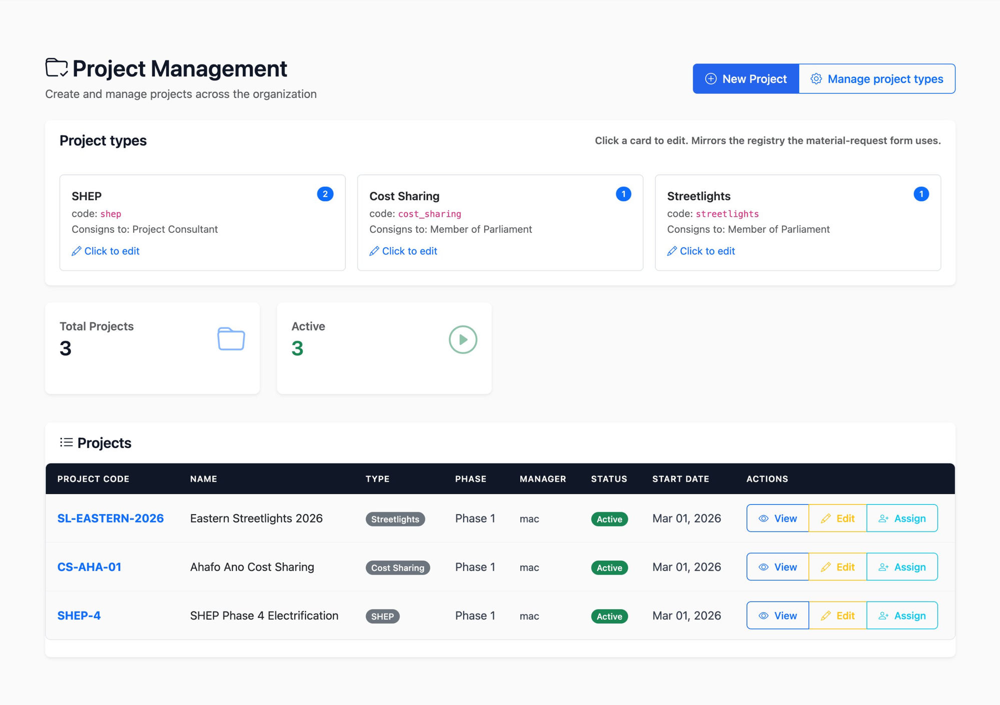 Project Management
Create and manage projects across the organization
New Project
Manage project types
Project types
Click a card to edit. Mirrors the registry the material-request form uses.
SHEP
2
code: shep
Consigns to: Project Consultant
Click to edit
Cost Sharing
1
code: cost_sharing
Consigns to: Member of Parliament
Click to edit
Streetlights
1
code: streetlights
Consigns to: Member of Parliament
Click to edit
Total Projects
3
Active
3
Projects
PROJECT CODE NAME TYPE PHASE MANAGER STATUS START DATE ACTIONS
SL-EASTERN-2026 Eastern Streetlights 2026 Streetlights Phase 1 mac Active Mar 01, 2026 View Edit Assign
CS-AHA-01 Ahafo Ano Cost Sharing Cost Sharing Phase 1 mac Active Mar 01, 2026 View Edit Assign
SHEP-4 SHEP Phase 4 Electrification SHEP Phase 1 mac Active Mar 01, 2026 View Edit Assign